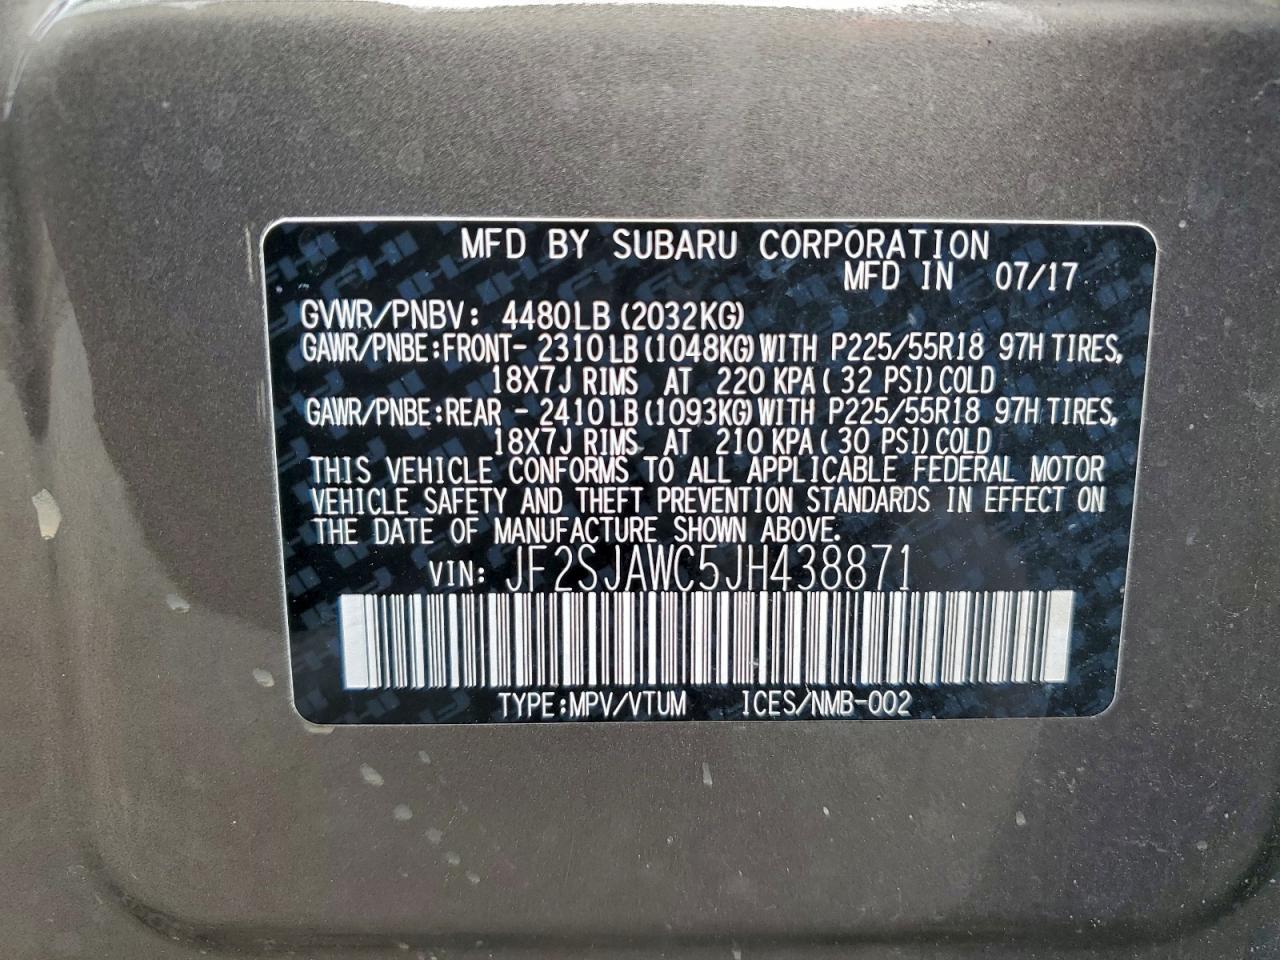 MFD BY SUBARU CORPORATION
MFD IN 07/17
GVWR/PNBV: 4480LB (2032KG)
GAWR/PNBE:FRONT- 2310LB(1048KG)WITH P225/55R18 97H TIRES,
18X7J RIMS AT 220 KPA( 32 PSI)COLD
GAWR/PNBE:REAR - 2410LB(1093KG)WITH P225/55R18 97H TIRES,
18X7J RIMS AT 210 KPA( 30 PSI)COLD
THIS VEHICLE CONFORMS TO ALL APPLICABLE FEDERAL MOTOR
VEHICLE SAFETY AND THEFT PREVENTION STANDARDS IN EFFECT ON
THE DATE OF MANUFACTURE SHOWN ABOVE.
VIN: JF2SJAWC5JH438871
TYPE:MPV/VTUM ICES/NMB-002